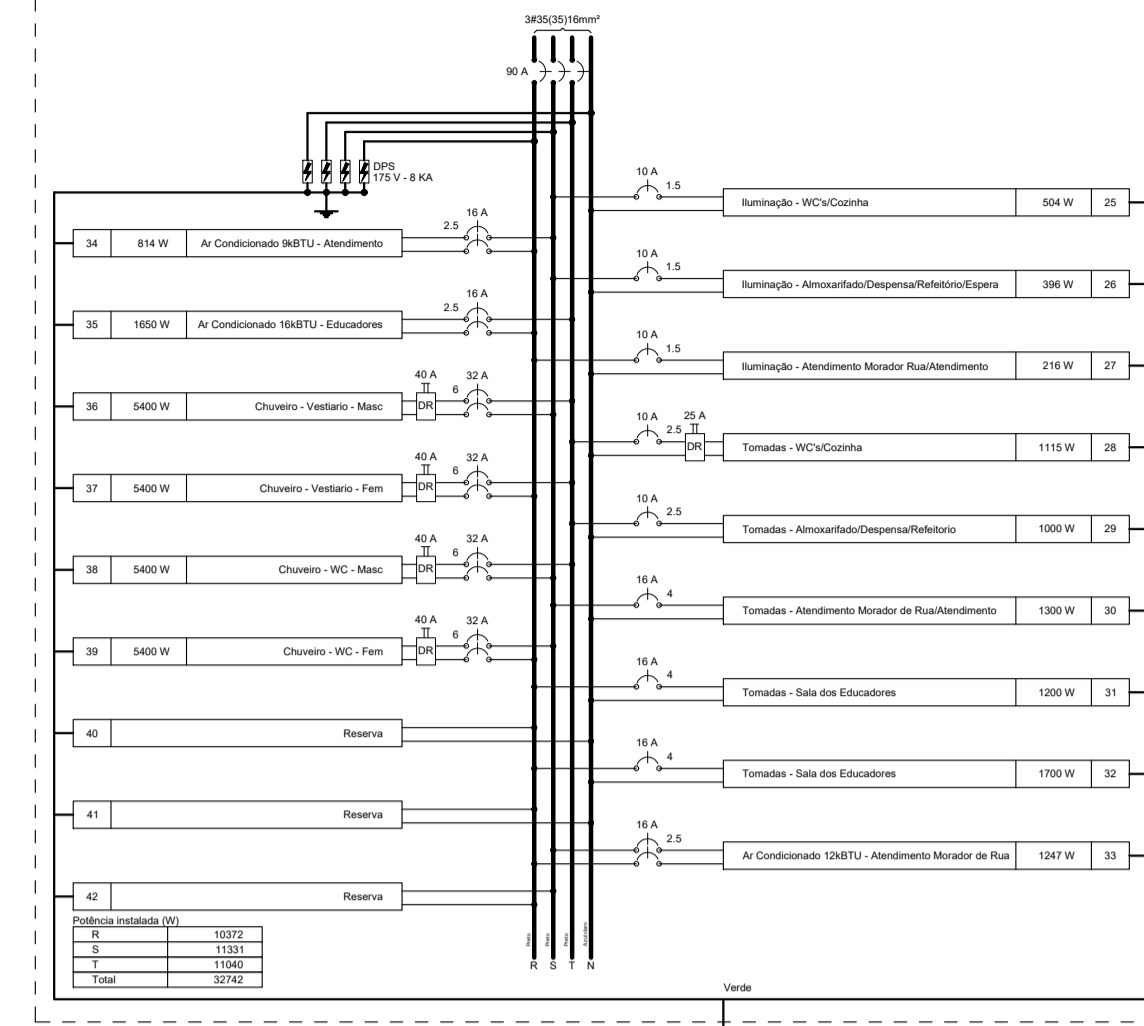 3#35(35)16mm²
90 A
DPS
175 V - 8 KA
16 A
2.5
34 814 W Ar Condicionado 9kBTU - Atendimento
16 A
2.5
35 1650 W Ar Condicionado 16kBTU - Educadores
40 A 32 A
6
36 5400 W Chuveiro - Vestiario - Masc DR
40 A 32 A
6
37 5400 W Chuveiro - Vestiario - Fem DR
40 A 32 A
6
38 5400 W Chuveiro - WC - Masc DR
40 A 32 A
6
39 5400 W Chuveiro - WC - Fem DR
40 Reserva
41 Reserva
42 Reserva
Potência instalada (W)
R 10372
S 11331
T 11040
Total 32742
Preto Preto Preto Azul claro
R S T N
10 A
1.5
Iluminação - WC's/Cozinha 504 W 25
10 A
1.5
Iluminação - Almoxarifado/Despensa/Refeitório/Espera 396 W 26
10 A
1.5
Iluminação - Atendimento Morador Rua/Atendimento 216 W 27
10 A 25 A
2.5
DR Tomadas - WC's/Cozinha 1115 W 28
10 A
2.5
Tomadas - Almoxarifado/Despensa/Refeitorio 1000 W 29
16 A
4
Tomadas - Atendimento Morador de Rua/Atendimento 1300 W 30
16 A
4
Tomadas - Sala dos Educadores 1200 W 31
16 A
4
Tomadas - Sala dos Educadores 1700 W 32
16 A
2.5
Ar Condicionado 12kBTU - Atendimento Morador de Rua 1247 W 33
Verde